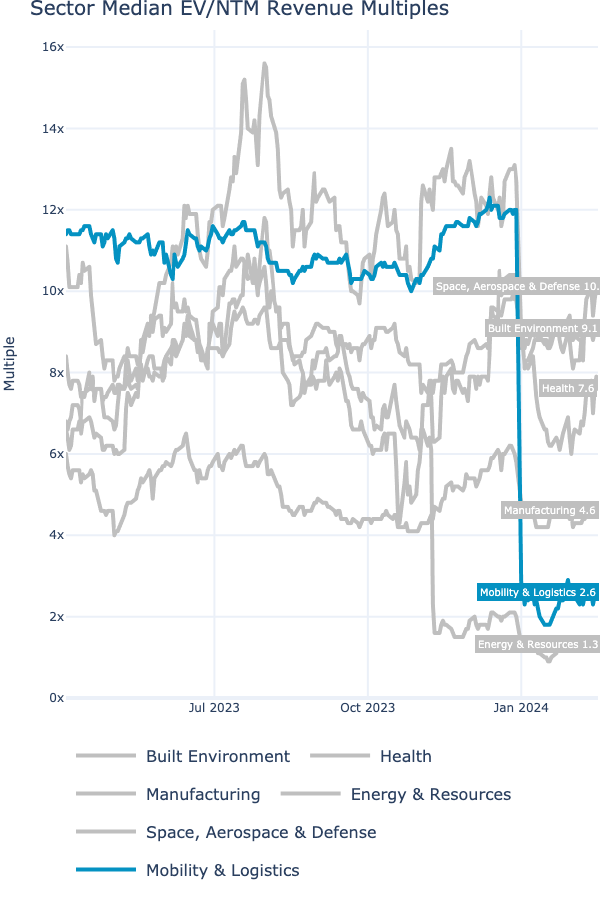 Sector Median EV/NTM Revenue Multiples
16x
14x
12x
10x
8x
6x
4x
2x
0x
Multiple
Space, Aerospace & Defense 10.
Built Environment 9.1
Health 7.6
Manufacturing 4.6
Mobility & Logistics 2.6
Energy & Resources 1.3
Jul 2023
Oct 2023
Jan 2024
Built Environment
Health
Manufacturing
Energy & Resources
Space, Aerospace & Defense
Mobility & Logistics